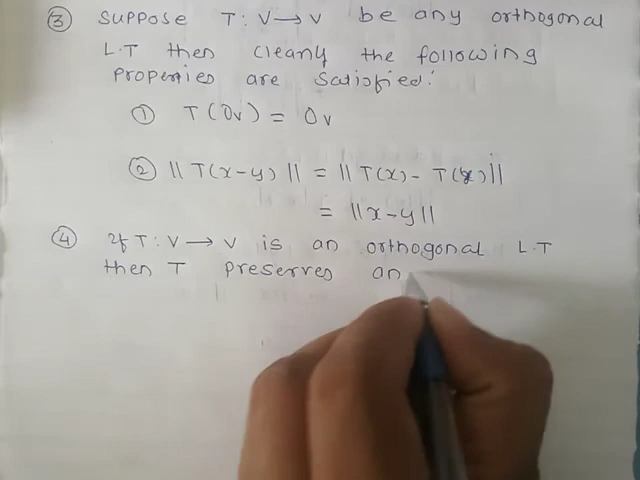 ③ Suppose T: V→V be any orthogonal
L.T then clearly the following
properties are satisfied:
① T(0v) = 0v
② ||T(x-y)|| = ||T(x) - T(y)||
= ||x-y||
④ If T: V→V is an orthogonal L.T
then T preserves an